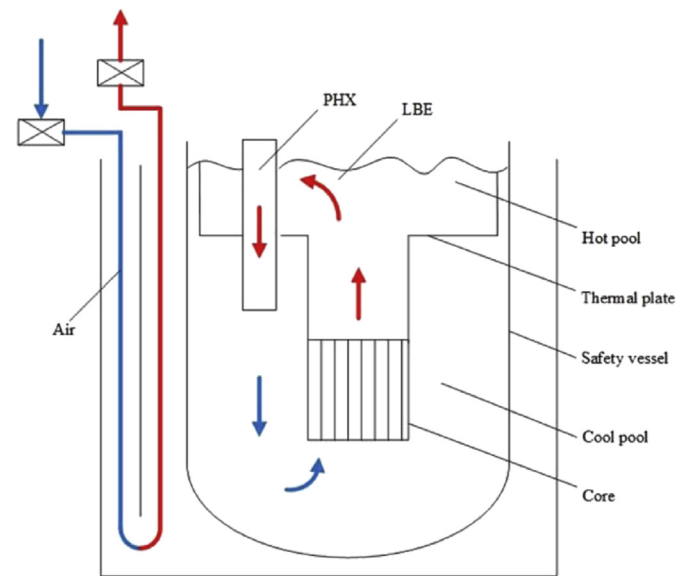 PHX
LBE
Hot pool
Thermal plate
Air
Safety vessel
Cool pool
Core